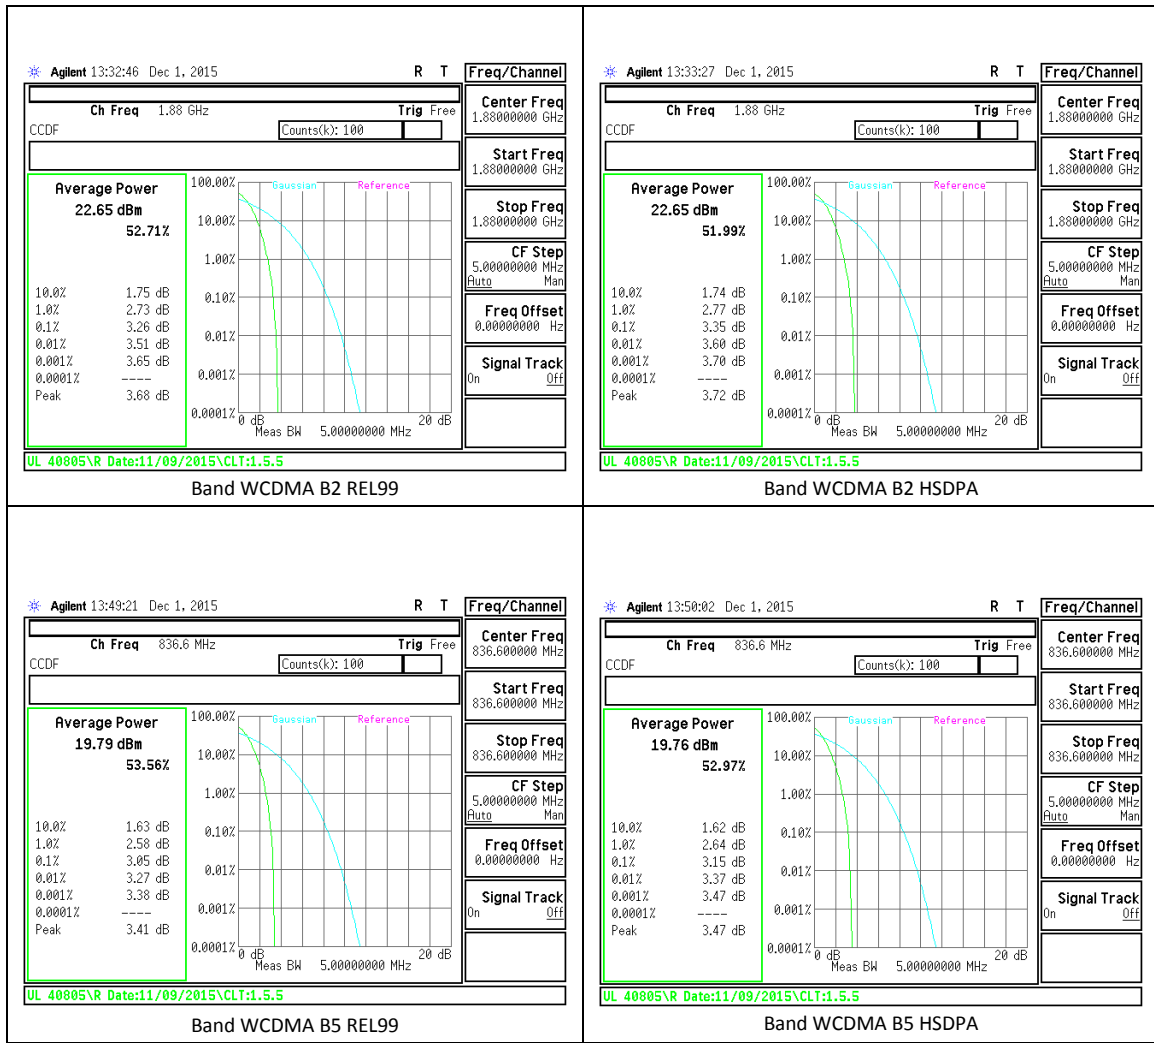 Agilent 13:32:46 Dec 1, 2015 R T
Freq/Channel
Ch Freq 1.88 GHz Trig Free
CCDF Counts(k): 100
Average Power
22.65 dBm
52.71%
10.0% 1.75 dB
1.0% 2.73 dB
0.1% 3.26 dB
0.01% 3.51 dB
0.001% 3.65 dB
0.0001% ----
Peak 3.68 dB
Gaussian Reference
100.00%
10.00%
1.00%
0.10%
0.01%
0.001%
0.0001%
0 dB 20 dB
Meas BW 5.00000000 MHz
Center Freq
1.88000000 GHz
Start Freq
1.88000000 GHz
Stop Freq
1.88000000 GHz
CF Step
5.00000000 MHz
Auto Man
Freq Offset
0.00000000 Hz
Signal Track
On Off
UL 40805\R Date:11/09/2015\CLT:1.5.5
Band WCDMA B2 REL99
Agilent 13:33:27 Dec 1, 2015 R T
Freq/Channel
Ch Freq 1.88 GHz Trig Free
CCDF Counts(k): 100
Average Power
22.65 dBm
51.99%
10.0% 1.74 dB
1.0% 2.77 dB
0.1% 3.35 dB
0.01% 3.60 dB
0.001% 3.70 dB
0.0001% ----
Peak 3.72 dB
Gaussian Reference
100.00%
10.00%
1.00%
0.10%
0.01%
0.001%
0.0001%
0 dB 20 dB
Meas BW 5.00000000 MHz
Center Freq
1.88000000 GHz
Start Freq
1.88000000 GHz
Stop Freq
1.88000000 GHz
CF Step
5.00000000 MHz
Auto Man
Freq Offset
0.00000000 Hz
Signal Track
On Off
UL 40805\R Date:11/09/2015\CLT:1.5.5
Band WCDMA B2 HSDPA
Agilent 13:49:21 Dec 1, 2015 R T
Freq/Channel
Ch Freq 836.6 MHz Trig Free
CCDF Counts(k): 100
Average Power
19.79 dBm
53.56%
10.0% 1.63 dB
1.0% 2.58 dB
0.1% 3.05 dB
0.01% 3.27 dB
0.001% 3.38 dB
0.0001% ----
Peak 3.41 dB
Gaussian Reference
100.00%
10.00%
1.00%
0.10%
0.01%
0.001%
0.0001%
0 dB 20 dB
Meas BW 5.00000000 MHz
Center Freq
836.600000 MHz
Start Freq
836.600000 MHz
Stop Freq
836.600000 MHz
CF Step
5.00000000 MHz
Auto Man
Freq Offset
0.00000000 Hz
Signal Track
On Off
UL 40805\R Date:11/09/2015\CLT:1.5.5
Band WCDMA B5 REL99
Agilent 13:50:02 Dec 1, 2015 R T
Freq/Channel
Ch Freq 836.6 MHz Trig Free
CCDF Counts(k): 100
Average Power
19.76 dBm
52.97%
10.0% 1.62 dB
1.0% 2.64 dB
0.1% 3.15 dB
0.01% 3.37 dB
0.001% 3.47 dB
0.0001% ----
Peak 3.47 dB
Gaussian Reference
100.00%
10.00%
1.00%
0.10%
0.01%
0.001%
0.0001%
0 dB 20 dB
Meas BW 5.00000000 MHz
Center Freq
836.600000 MHz
Start Freq
836.600000 MHz
Stop Freq
836.600000 MHz
CF Step
5.00000000 MHz
Auto Man
Freq Offset
0.00000000 Hz
Signal Track
On Off
UL 40805\R Date:11/09/2015\CLT:1.5.5
Band WCDMA B5 HSDPA